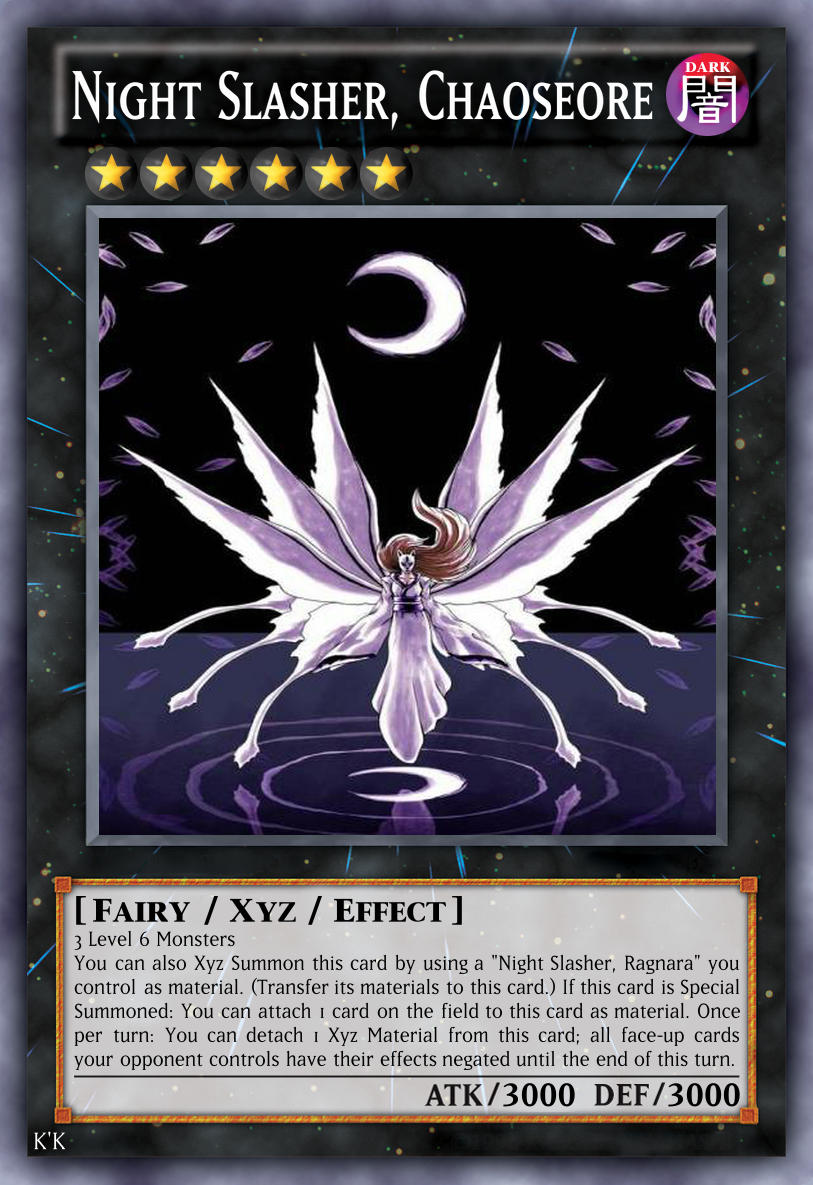 NIGHT SLASHER, CHAOSEORE
DARK
闇
[ FAIRY / XYZ / EFFECT ]
3 Level 6 Monsters
You can also Xyz Summon this card by using a "Night Slasher, Ragnara" you
control as material. (Transfer its materials to this card.) If this card is Special
Summoned: You can attach 1 card on the field to this card as material. Once
per turn: You can detach 1 Xyz Material from this card; all face-up cards
your opponent controls have their effects negated until the end of this turn.
ATK/3000 DEF/3000
K'K